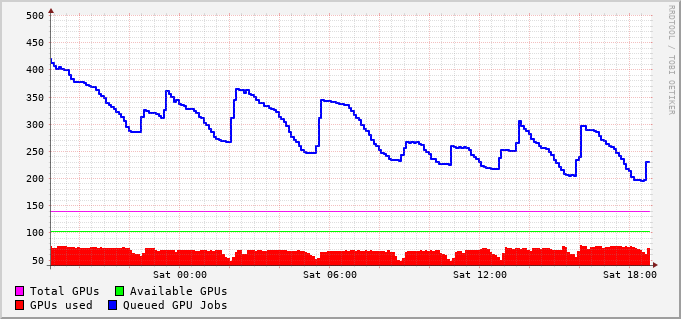 500
450
400
350
300
250
200
150
100
50
Sat 00:00 Sat 06:00 Sat 12:00 Sat 18:00
Total GPUs Available GPUs
GPUs used Queued GPU Jobs
RRDTOOL / TOBI OETIKER